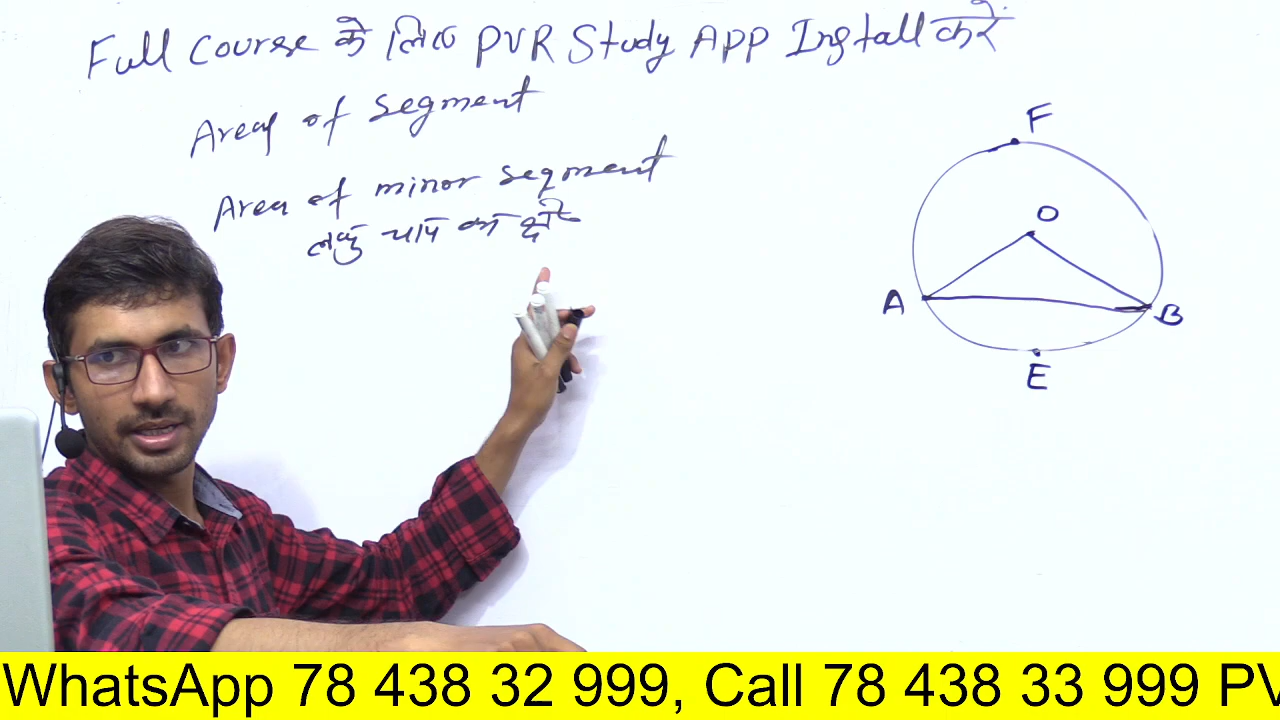 Full Course के लिए PVR Study APP Install करें
Area of segment
Area of minor segment
लघु चाप का क्षे०
F
O
A
B
E
WhatsApp 78 438 32 999, Call 78 438 33 999 PV